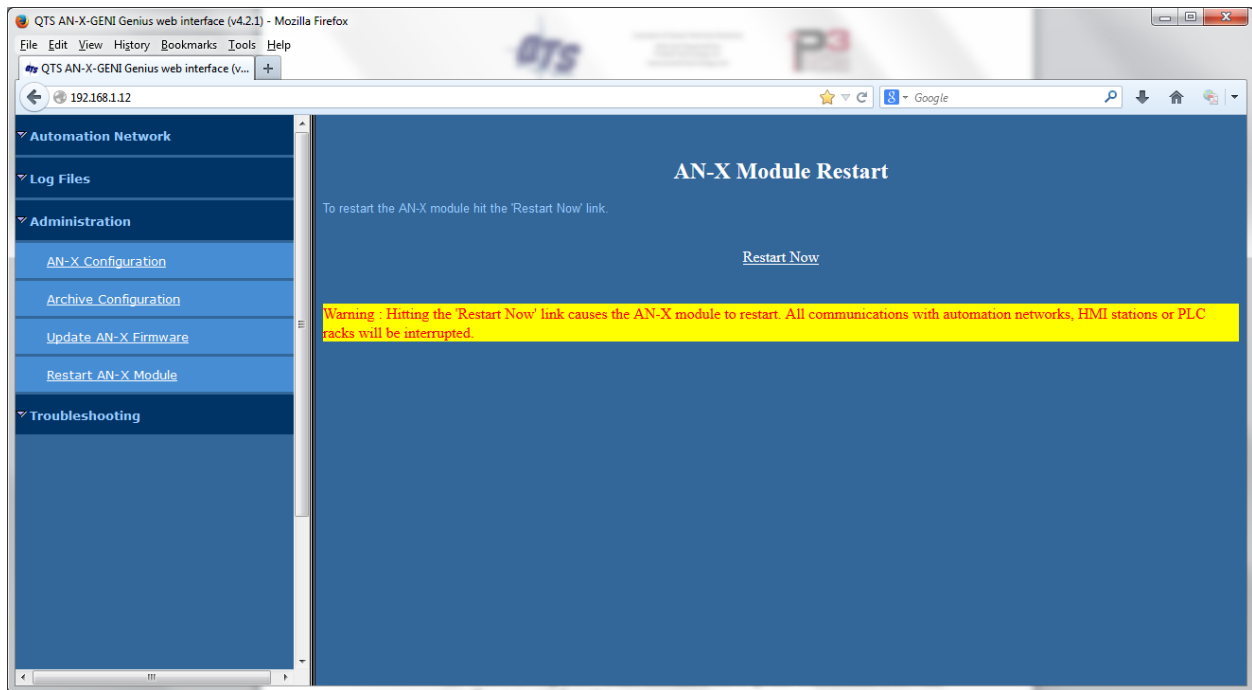 QTS AN-X-GENI Genius web interface (v4.2.1) - Mozilla Firefox
File Edit View History Bookmarks Tools Help
QTS AN-X-GENI Genius web interface (v... +
192.168.1.12
Google
Automation Network
Log Files
Administration
AN-X Configuration
Archive Configuration
Update AN-X Firmware
Restart AN-X Module
Troubleshooting
AN-X Module Restart
To restart the AN-X module hit the 'Restart Now' link.
Restart Now
Warning : Hitting the 'Restart Now' link causes the AN-X module to restart. All communications with automation networks, HMI stations or PLC
racks will be interrupted.